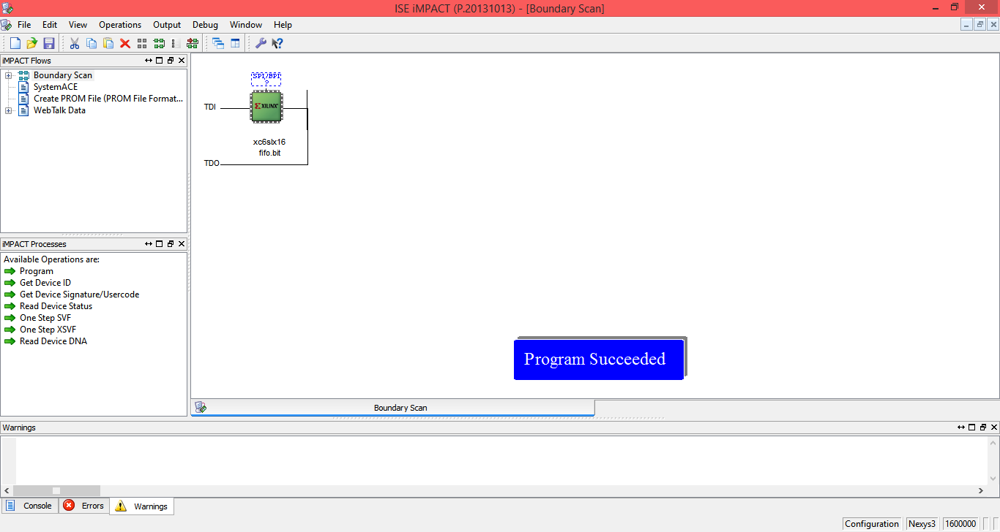 ISE iMPACT (P.20131013) - [Boundary Scan]
File Edit View Operations Output Debug Window Help
iMPACT Flows
Boundary Scan
SystemACE
Create PROM File (PROM File Format...
WebTalk Data
SPI/BPI
?
TDI
XILINX
xc6slx16
fifo.bit
TDO
iMPACT Processes
Available Operations are:
Program
Get Device ID
Get Device Signature/Usercode
Read Device Status
One Step SVF
One Step XSVF
Read Device DNA
Program Succeeded
Boundary Scan
Warnings
Console Errors Warnings
Configuration Nexys3 1600000